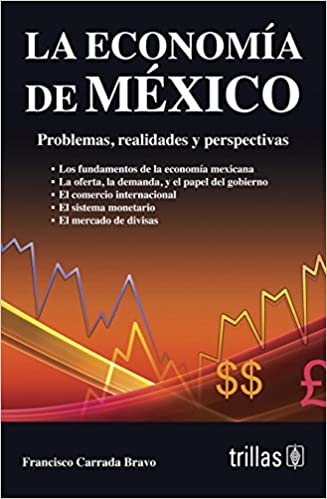 LA ECONOMÍA
DE MÉXICO
Problemas, realidades y perspectivas
• Los fundamentos de la economía mexicana
• La oferta, la demanda, y el papel del gobierno
• El comercio internacional
• El sistema monetario
• El mercado de divisas
$$
£
Francisco Carrada Bravo
trillas